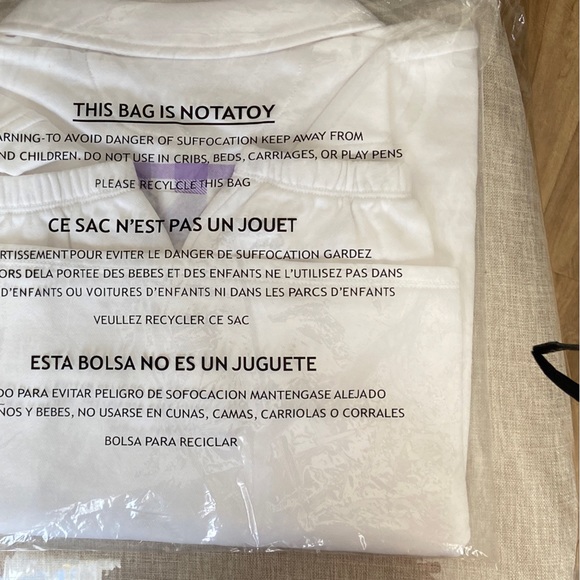 THIS BAG IS NOTATOY
ARNING-TO AVOID DANGER OF SUFFOCATION KEEP AWAY FROM
ND CHILDREN. DO NOT USE IN CRIBS, BEDS, CARRIAGES, OR PLAY PENS
PLEASE RECYLCLE THIS BAG
CE SAC N'EST PAS UN JOUET
ERTISSEMENT POUR EVITER LE DANGER DE SUFFOCATION GARDEZ
ORS DELA PORTEE DES BEBES ET DES ENFANTS NE L'UTILISEZ PAS DANS
D'ENFANTS OU VOITURES D'ENFANTS NI DANS LES PARCS D'ENFANTS
VEULLEZ RECYCLER CE SAC
ESTA BOLSA NO ES UN JUGUETE
DO PARA EVITAR PELIGRO DE SOFOCACION MANTENGASE ALEJADO
ÑOS Y BEBES, NO USARSE EN CUNAS, CAMAS, CARRIOLAS O CORRALES
BOLSA PARA RECICLAR